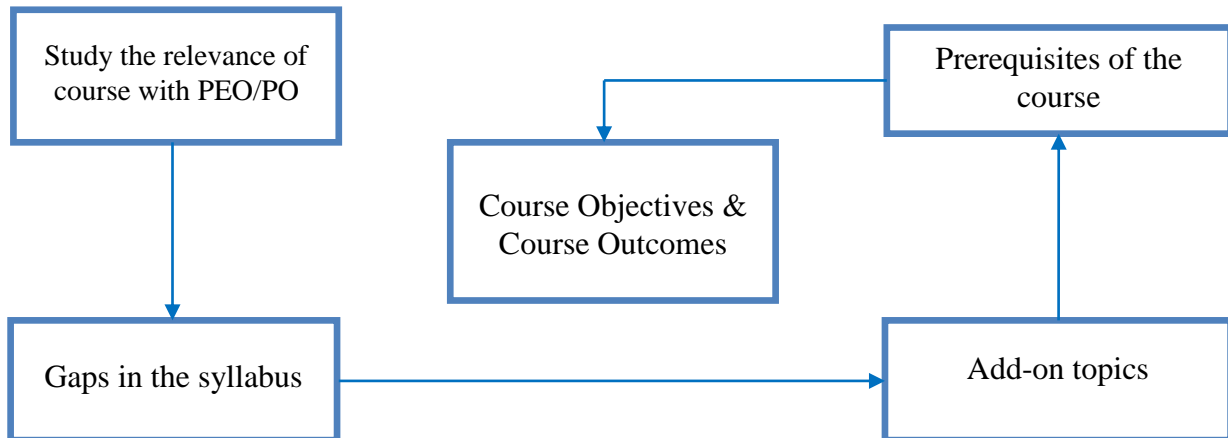 Study the relevance of
course with PEO/PO
Prerequisites of the
course
Course Objectives &
Course Outcomes
Gaps in the syllabus
Add-on topics